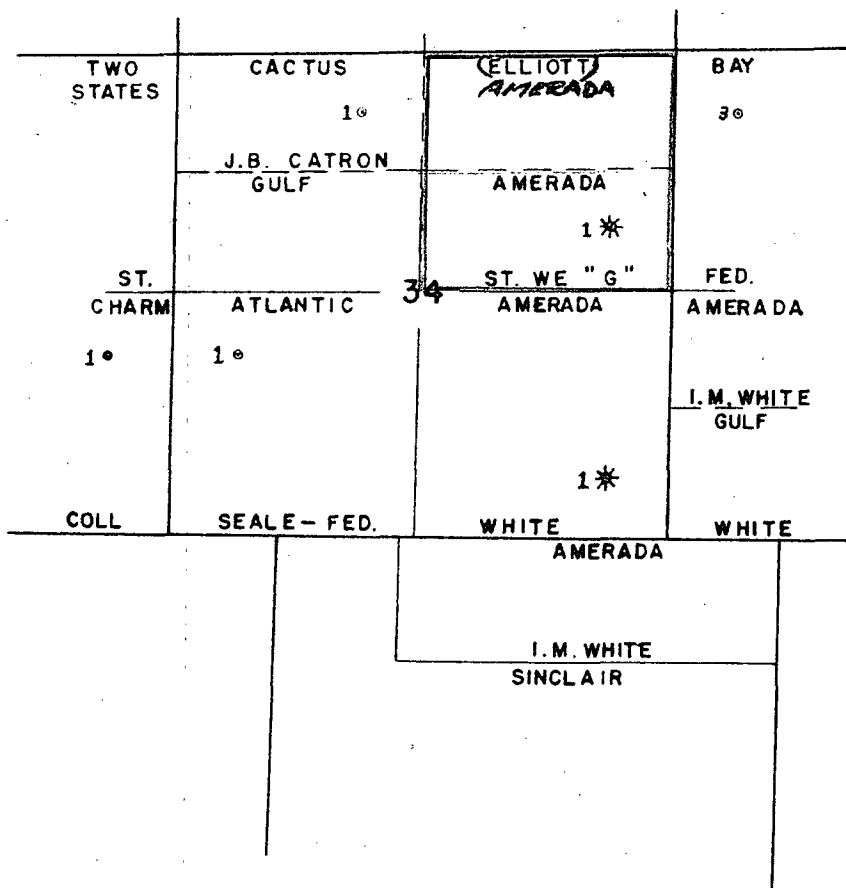 TWO
STATES
CACTUS
(ELLIOTT)
AMERADA
BAY
1
3
J.B. CATRON
GULF
AMERADA
1
ST.
CHARM
ATLANTIC
34
ST. WE "G"
AMERADA
FED.
AMERADA
1
1
I.M. WHITE
GULF
1
COLL
SEALE - FED.
WHITE
WHITE
AMERADA
I.M. WHITE
SINCLAIR